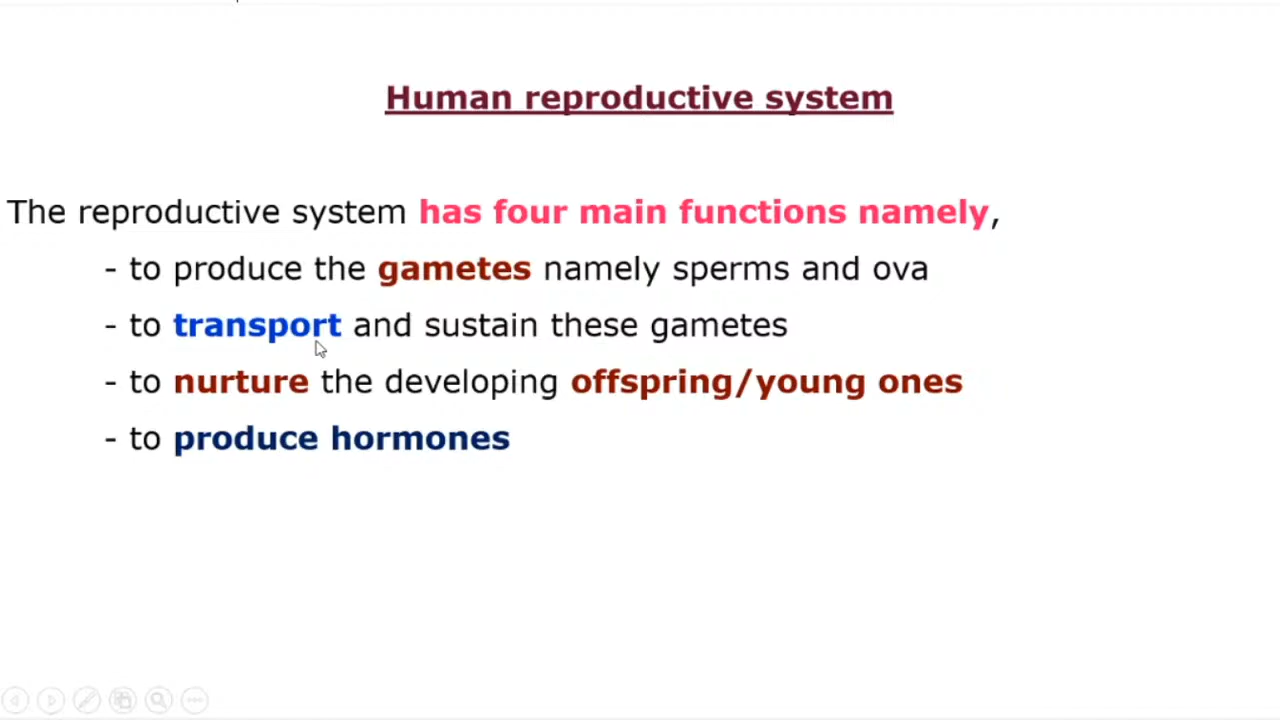 Human reproductive system
The reproductive system has four main functions namely,
- to produce the gametes namely sperms and ova
- to transport and sustain these gametes
- to nurture the developing offspring/young ones
- to produce hormones